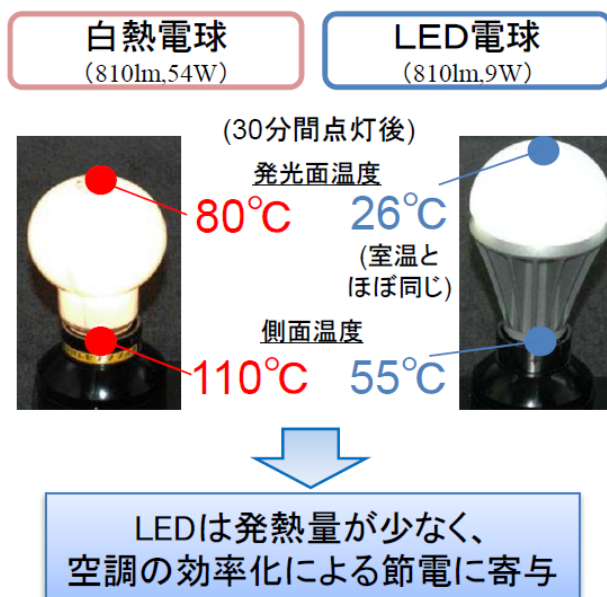 白熱電球
（810lm,54W）
LED電球
（810lm,9W）
(30分間点灯後)
発光面温度
80℃
26℃
(室温と
ほぼ同じ)
側面温度
110℃
55℃
LEDは発熱量が少なく、
空調の効率化による節電に寄与